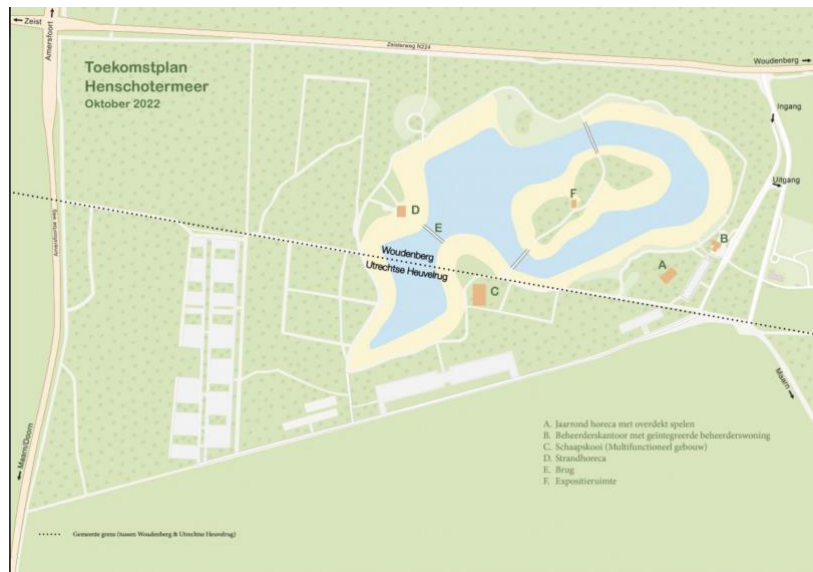 Zeist
Amersfoort
Zeisterweg N224
Woudenberg
Toekomstplan
Henschotermeer
Oktober 2022
Ingang
Uitgang
F
D
E
B
Woudenberg
A
Utrechtse Heuvelrug
C
Maarn
A. Jaarrond horeca met overdekt spelen
B. Beheerderskantoor met geïntegreerde beheerderswoning
C. Schaapskooi (Multifunctioneel gebouw)
D. Strandhoreca
E. Brug
F. Expositieruimte
Maarn/Doorn
Gemeente grens (tussen Woudenberg & Utrechtse Heuvelrug)